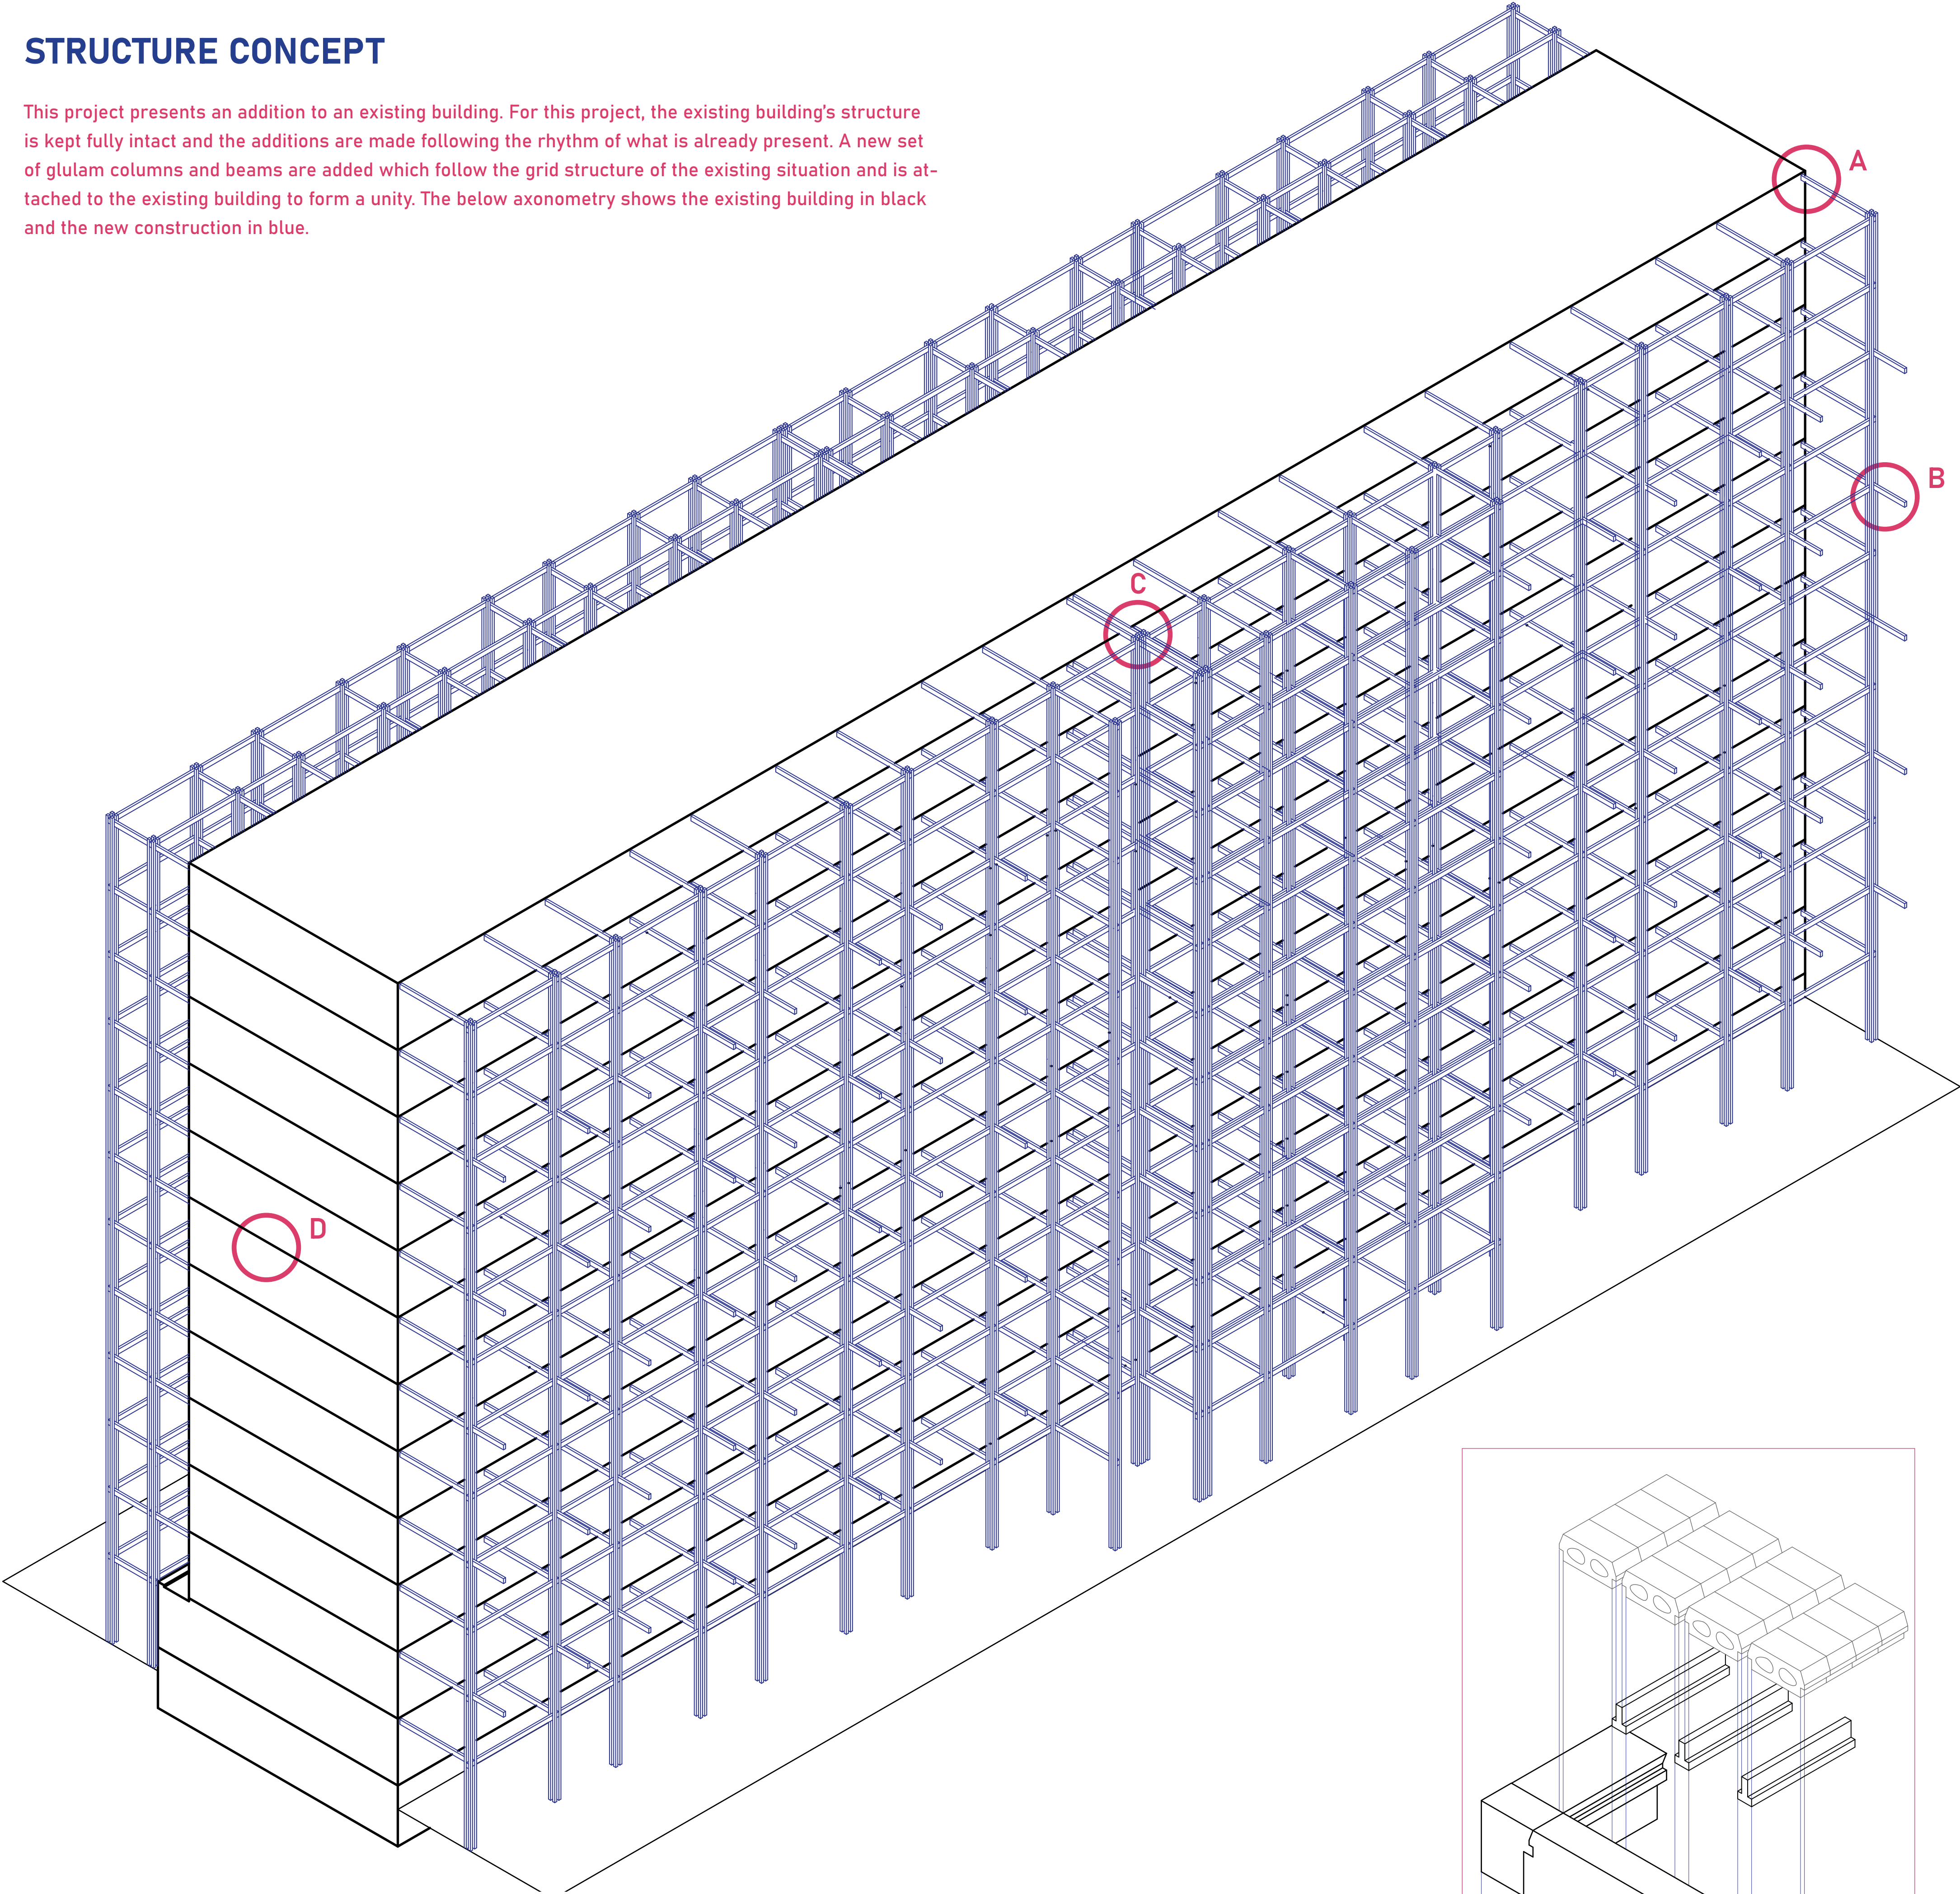 STRUCTURE CONCEPT
This project presents an addition to an existing building. For this project, the existing building's structure
is kept fully intact and the additions are made following the rhythm of what is already present. A new set
of glulam columns and beams are added which follow the grid structure of the existing situation and is at-
tached to the existing building to form a unity. The below axonometry shows the existing building in black
and the new construction in blue.
A
B
C
D